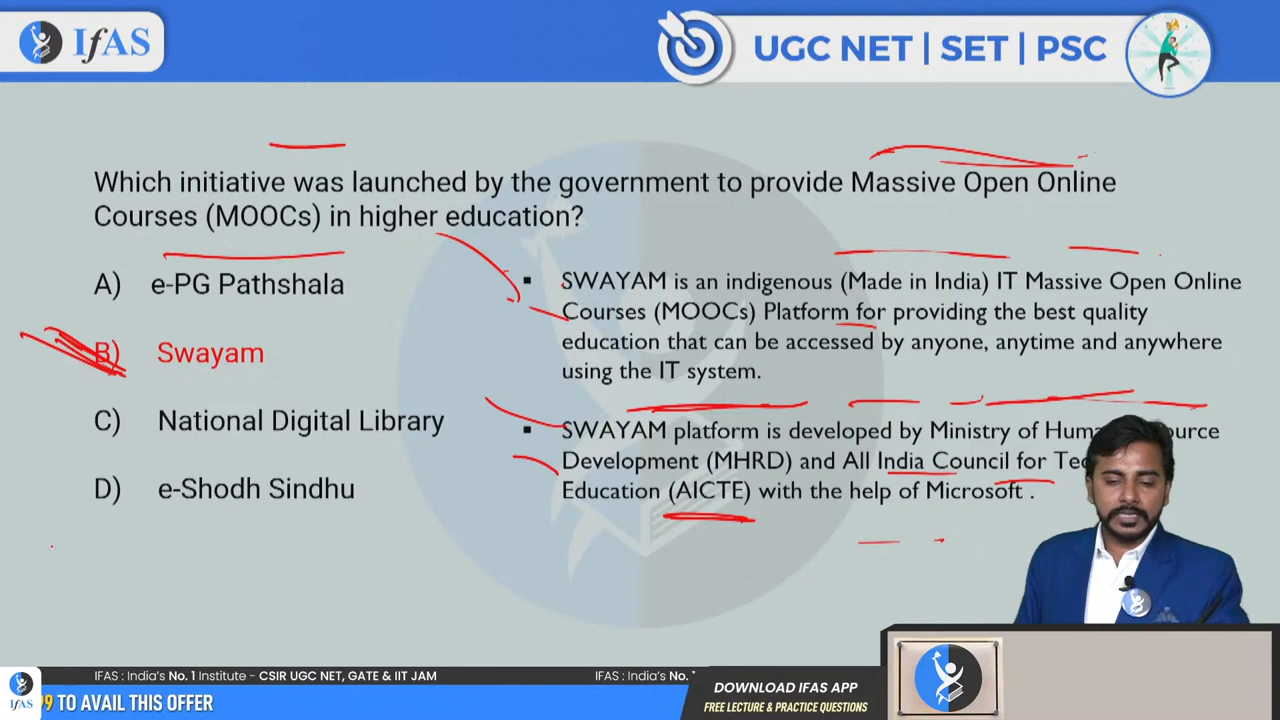 IfAS
UGC NET | SET | PSC
Which initiative was launched by the government to provide Massive Open Online
Courses (MOOCs) in higher education?
A) e-PG Pathshala
B) Swayam
C) National Digital Library
D) e-Shodh Sindhu
▪ SWAYAM is an indigenous (Made in India) IT Massive Open Online
Courses (MOOCs) Platform for providing the best quality
education that can be accessed by anyone, anytime and anywhere
using the IT system.
▪ SWAYAM platform is developed by Ministry of Hum ource
Development (MHRD) and All India Council for Tec
Education (AICTE) with the help of Microsoft .
IFAS : India's No. 1 Institute - CSIR UGC NET, GATE & IIT JAM
IFAS : India's No.
DOWNLOAD IFAS APP
FREE LECTURE & PRACTICE QUESTIONS
IfAS
99 TO AVAIL THIS OFFER